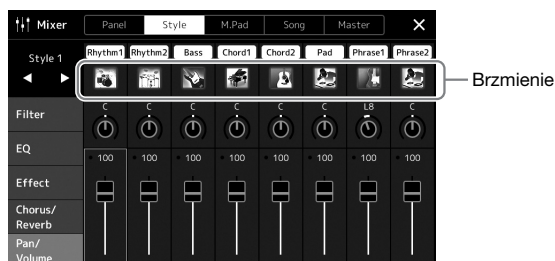 Mixer Panel Style M.Pad Song Master ×
Style 1 Rhythm1 Rhythm2 Bass Chord1 Chord2 Pad Phrase1 Phrase2
Brzmienie
Filter C C C C C C L8 C
EQ
100 100 100 100 100 100 100 100
Effect
Chorus/
Reverb
Pan/
Volume